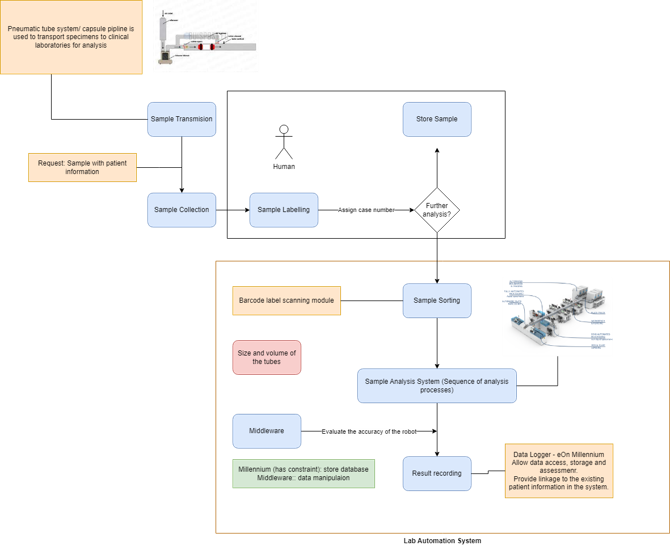 Pneumatic tube system/ capsule pipline is
used to transport specimens to clinical
laboratories for analysis
Sample Transmision
Store Sample
Human
Request: Sample with patient
information
Sample Collection
Sample Labelling
Assign case number
Further
analysis?
Barcode label scanning module
Sample Sorting
Size and volume of
the tubes
Sample Analysis System (Sequence of analysis
processes)
Middleware
Evaluate the accuracy of the robot
Data Logger - eOn Millennium
Allow data access, storage and
assessmenr.
Provide linkage to the existing
patient information in the system.
Millennium (has constraint): store database
Middleware:: data manipulaion
Result recording
Lab Automation System